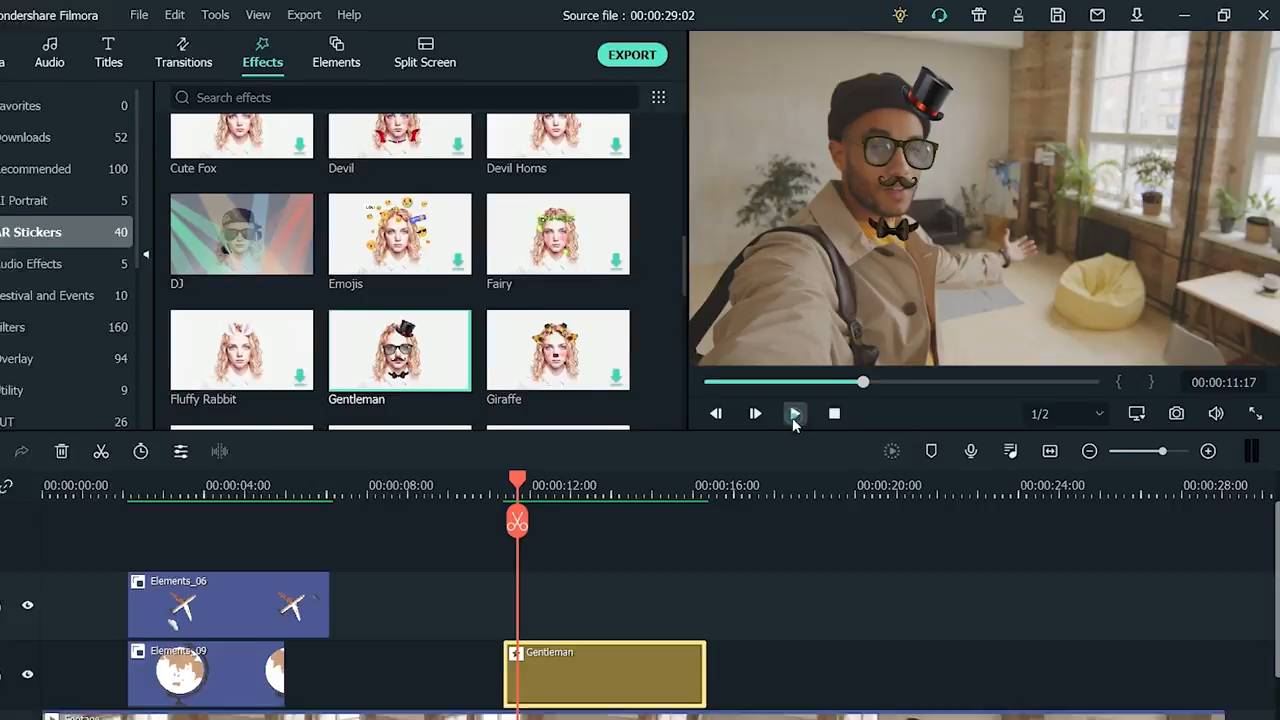 ondershare Filmora
File
Edit
Tools
View
Export
Help
Source file : 00:00:29:02
a
Audio
Titles
Transitions
Effects
Elements
Split Screen
EXPORT
avorites 0
ownloads 52
ecommended 100
I Portrait 5
R Stickers 40
udio Effects 5
estival and Events 10
ilters 160
verlay 94
tility 9
UT 26
Search effects
Cute Fox
Devil
Devil Horns
DJ
Emojis
Fairy
Fluffy Rabbit
Gentleman
Giraffe
{ }
00:00:11:17
1/2
00:00:00:00
00:00:04:00
00:00:08:00
00:00:12:00
00:00:16:00
00:00:20:00
00:00:24:00
00:00:28:00
Elements_06
Elements_09
Gentleman
Footage